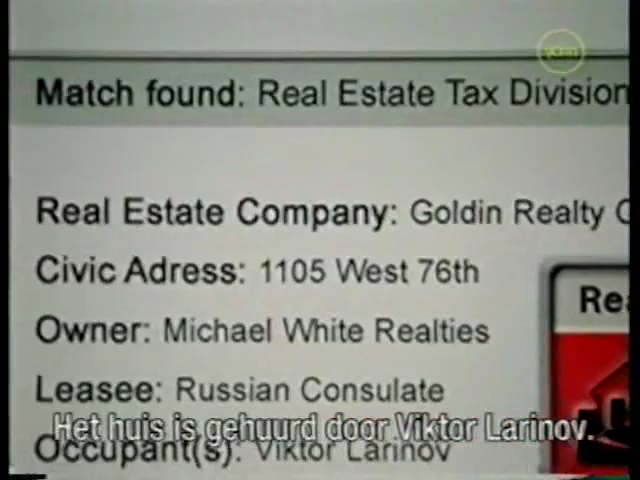 Match found: Real Estate Tax Division
Real Estate Company: Goldin Realty C
Civic Adress: 1105 West 76th
Owner: Michael White Realties
Rea
Leasee: Russian Consulate
Het huis is gehuurd door Viktor Larinov.
Occupant(s): Viktor Larinov